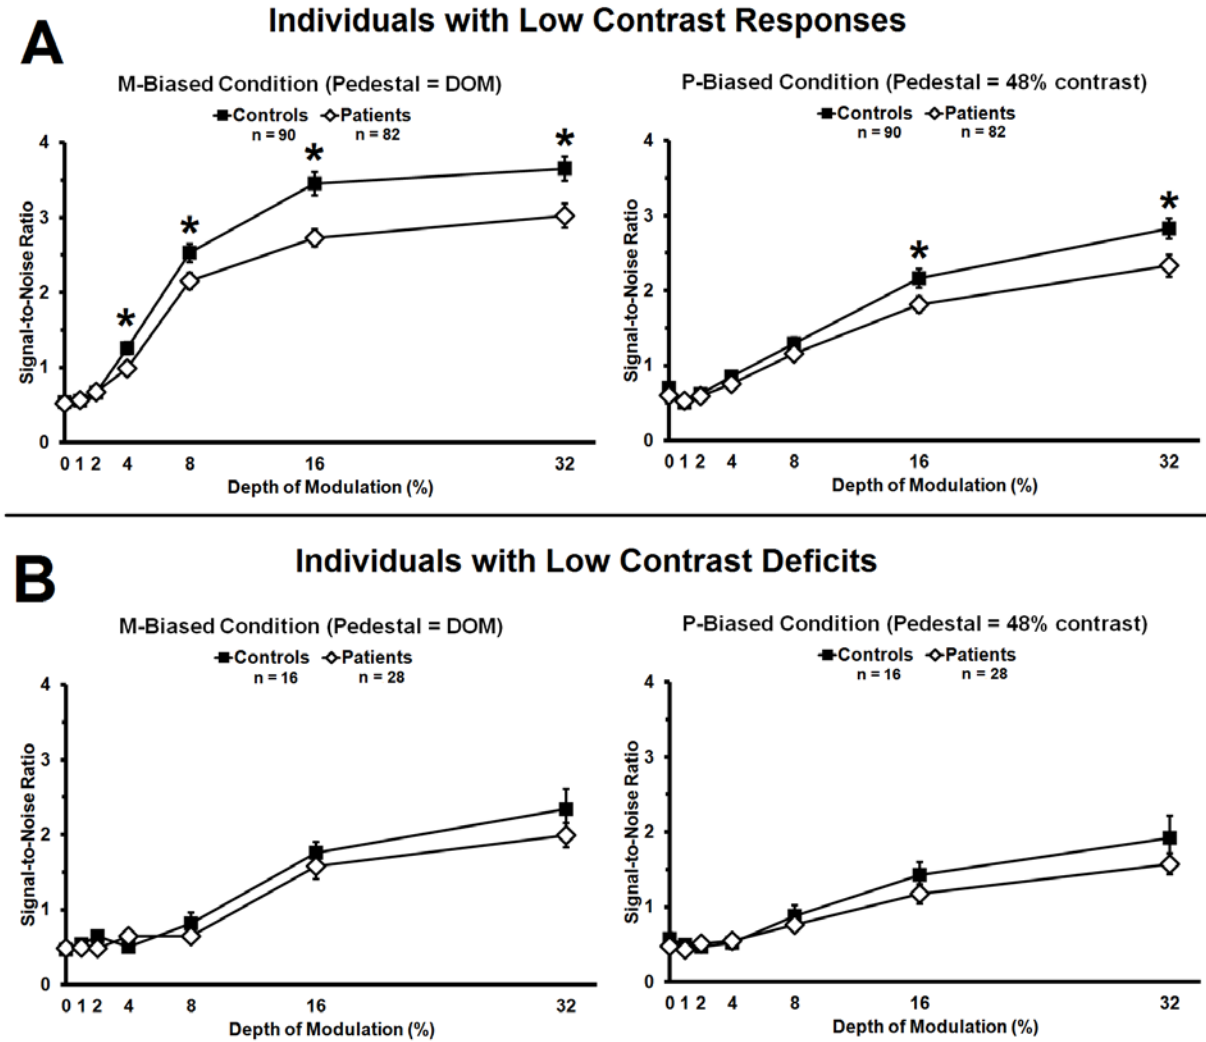 A
Individuals with Low Contrast Responses
M-Biased Condition (Pedestal = DOM)
Controls Patients
n = 90 n = 82
* * * *
Signal-to-Noise Ratio
4
3
2
1
0
0 1 2 4 8 16 32
Depth of Modulation (%)
P-Biased Condition (Pedestal = 48% contrast)
Controls Patients
n = 90 n = 82
* *
Signal-to-Noise Ratio
4
3
2
1
0
0 1 2 4 8 16 32
Depth of Modulation (%)
B
Individuals with Low Contrast Deficits
M-Biased Condition (Pedestal = DOM)
Controls Patients
n = 16 n = 28
Signal-to-Noise Ratio
4
3
2
1
0
0 1 2 4 8 16 32
Depth of Modulation (%)
P-Biased Condition (Pedestal = 48% contrast)
Controls Patients
n = 16 n = 28
Signal-to-Noise Ratio
4
3
2
1
0
0 1 2 4 8 16 32
Depth of Modulation (%)